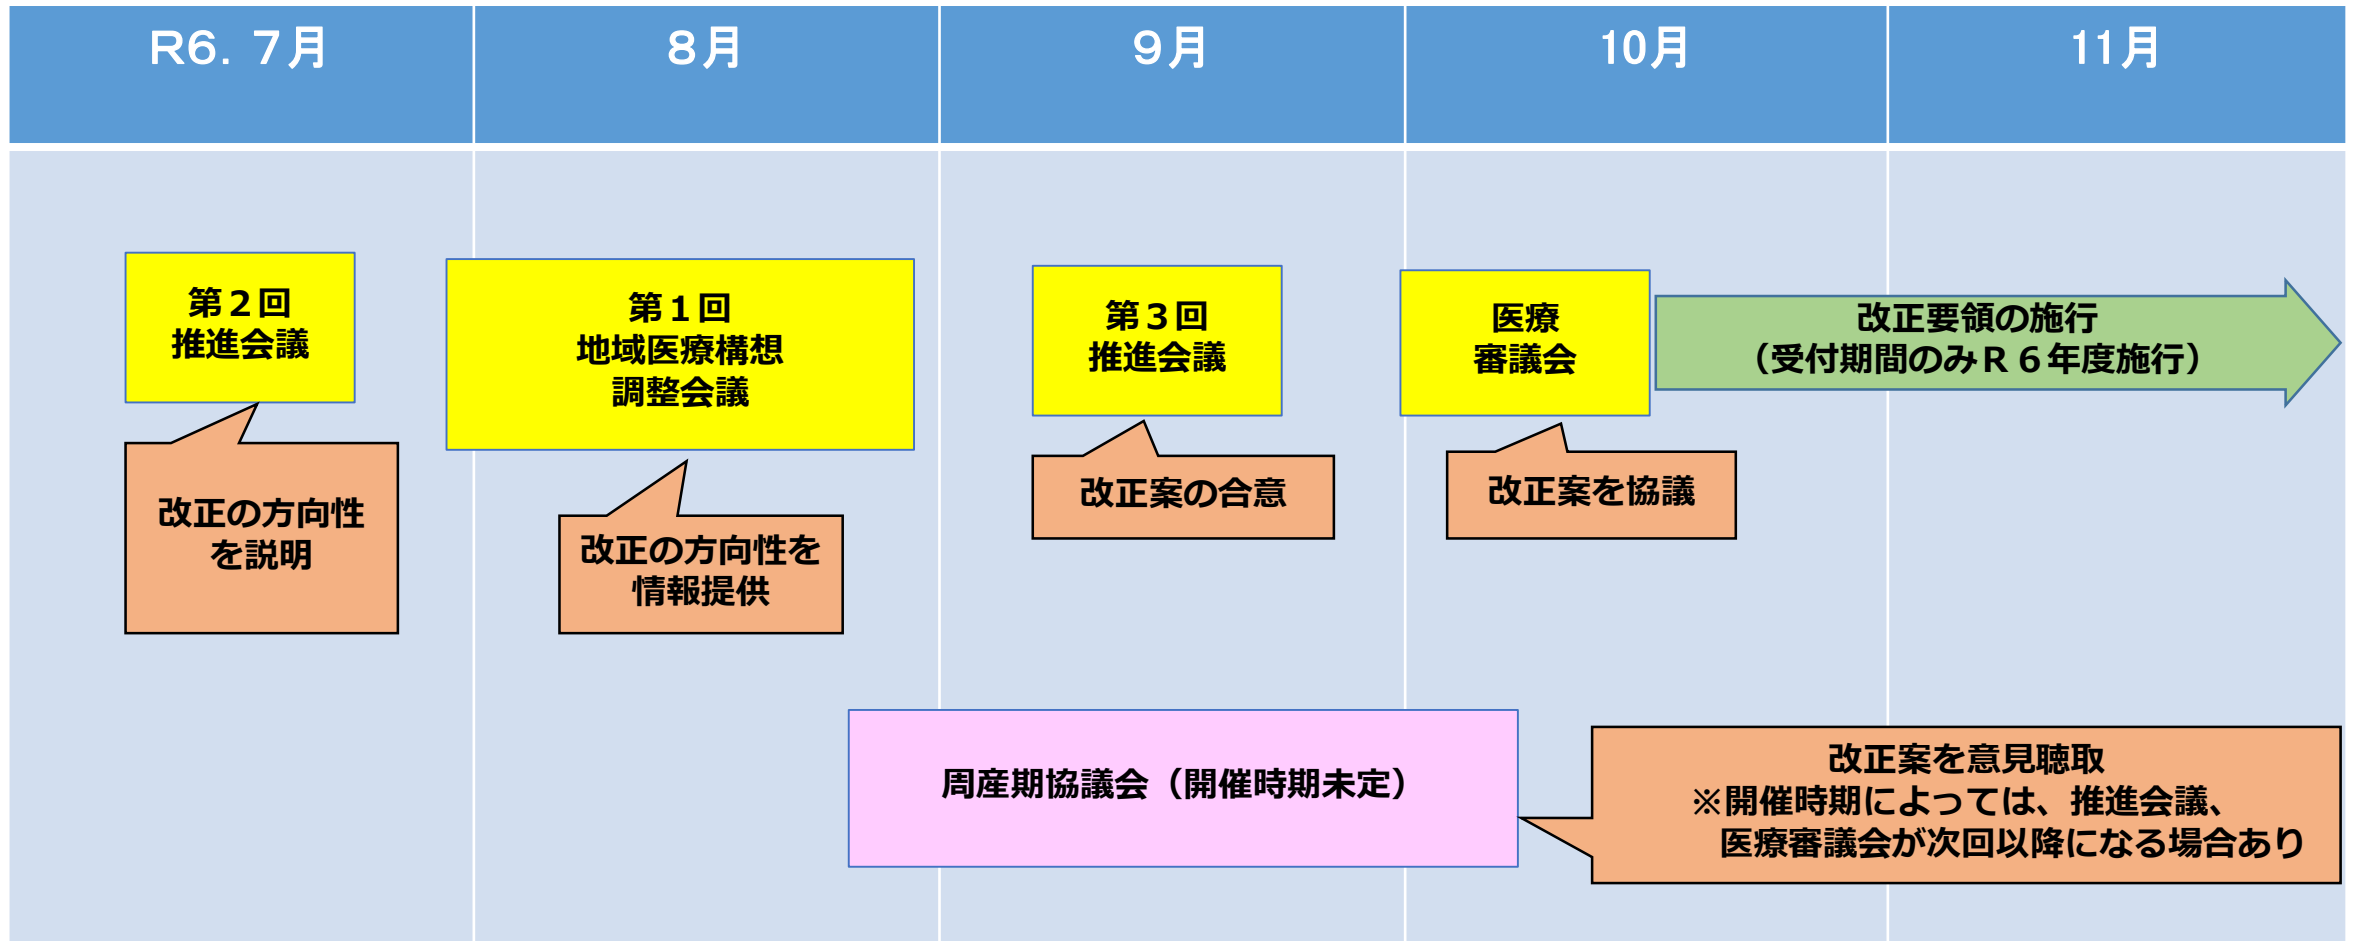 R6．7月
8月
9月
10月
11月
第２回
推進会議
第１回
地域医療構想
調整会議
第３回
推進会議
医療
審議会
改正要領の施行
（受付期間のみＲ６年度施行）
改正の方向性
を説明
改正の方向性を
情報提供
改正案の合意
改正案を協議
周産期協議会（開催時期未定）
改正案を意見聴取
※開催時期によっては、推進会議、
医療審議会が次回以降になる場合あり